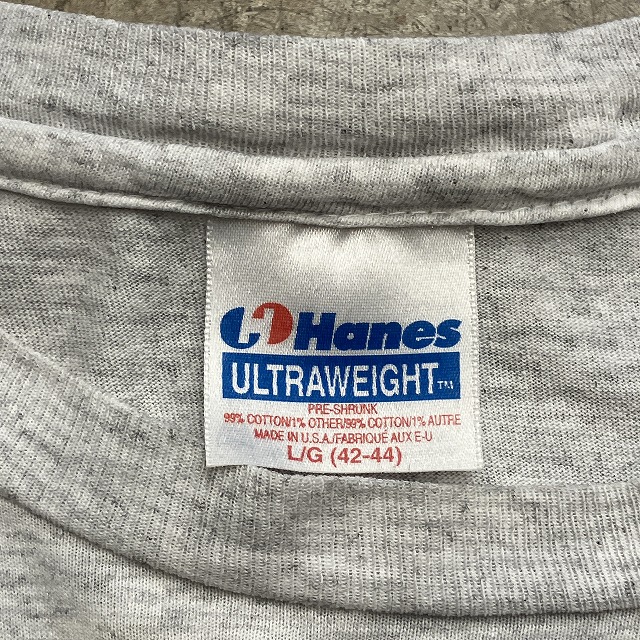 Hanes
ULTRAWEIGHT™
PRE-SHRUNK
99% COTTON/1% OTHER/99% COTTON/1% AUTRE
MADE IN U.S.A./FABRIQUÉ AUX E-U
L/G (42-44)